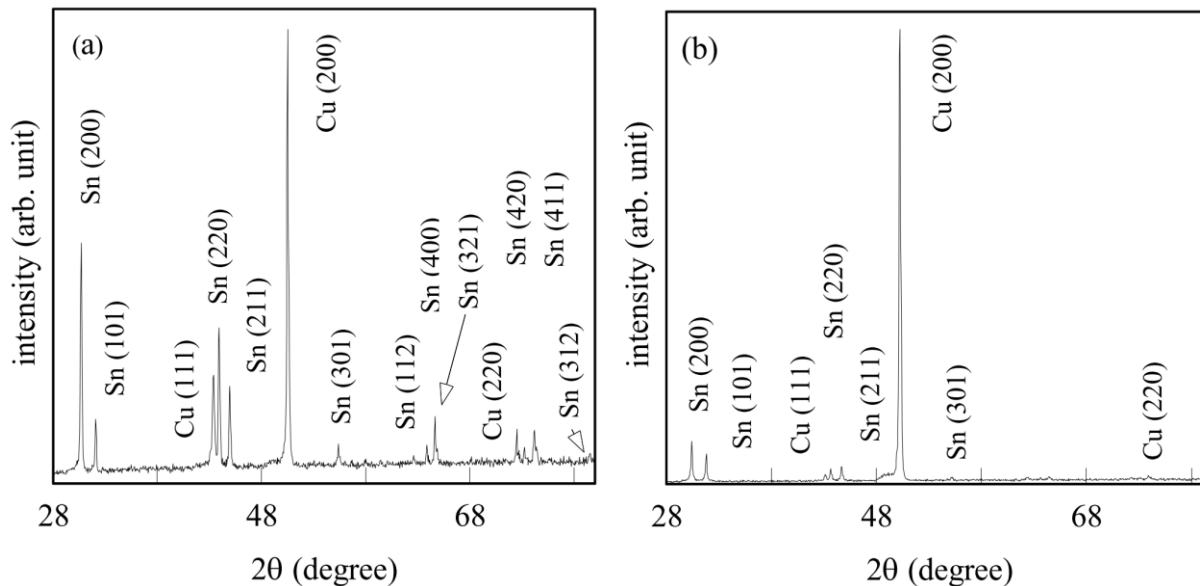 (a)
intensity (arb. unit)
Sn (200)
Sn (101)
Cu (111)
Sn (220)
Sn (211)
Cu (200)
Sn (301)
Sn (112)
Sn (400)
Sn (321)
Cu (220)
Sn (420)
Sn (411)
Sn (312)
28
48
68
2θ (degree)
(b)
intensity (arb. unit)
Sn (200)
Sn (101)
Cu (111)
Sn (220)
Sn (211)
Cu (200)
Sn (301)
Cu (220)
28
48
68
2θ (degree)